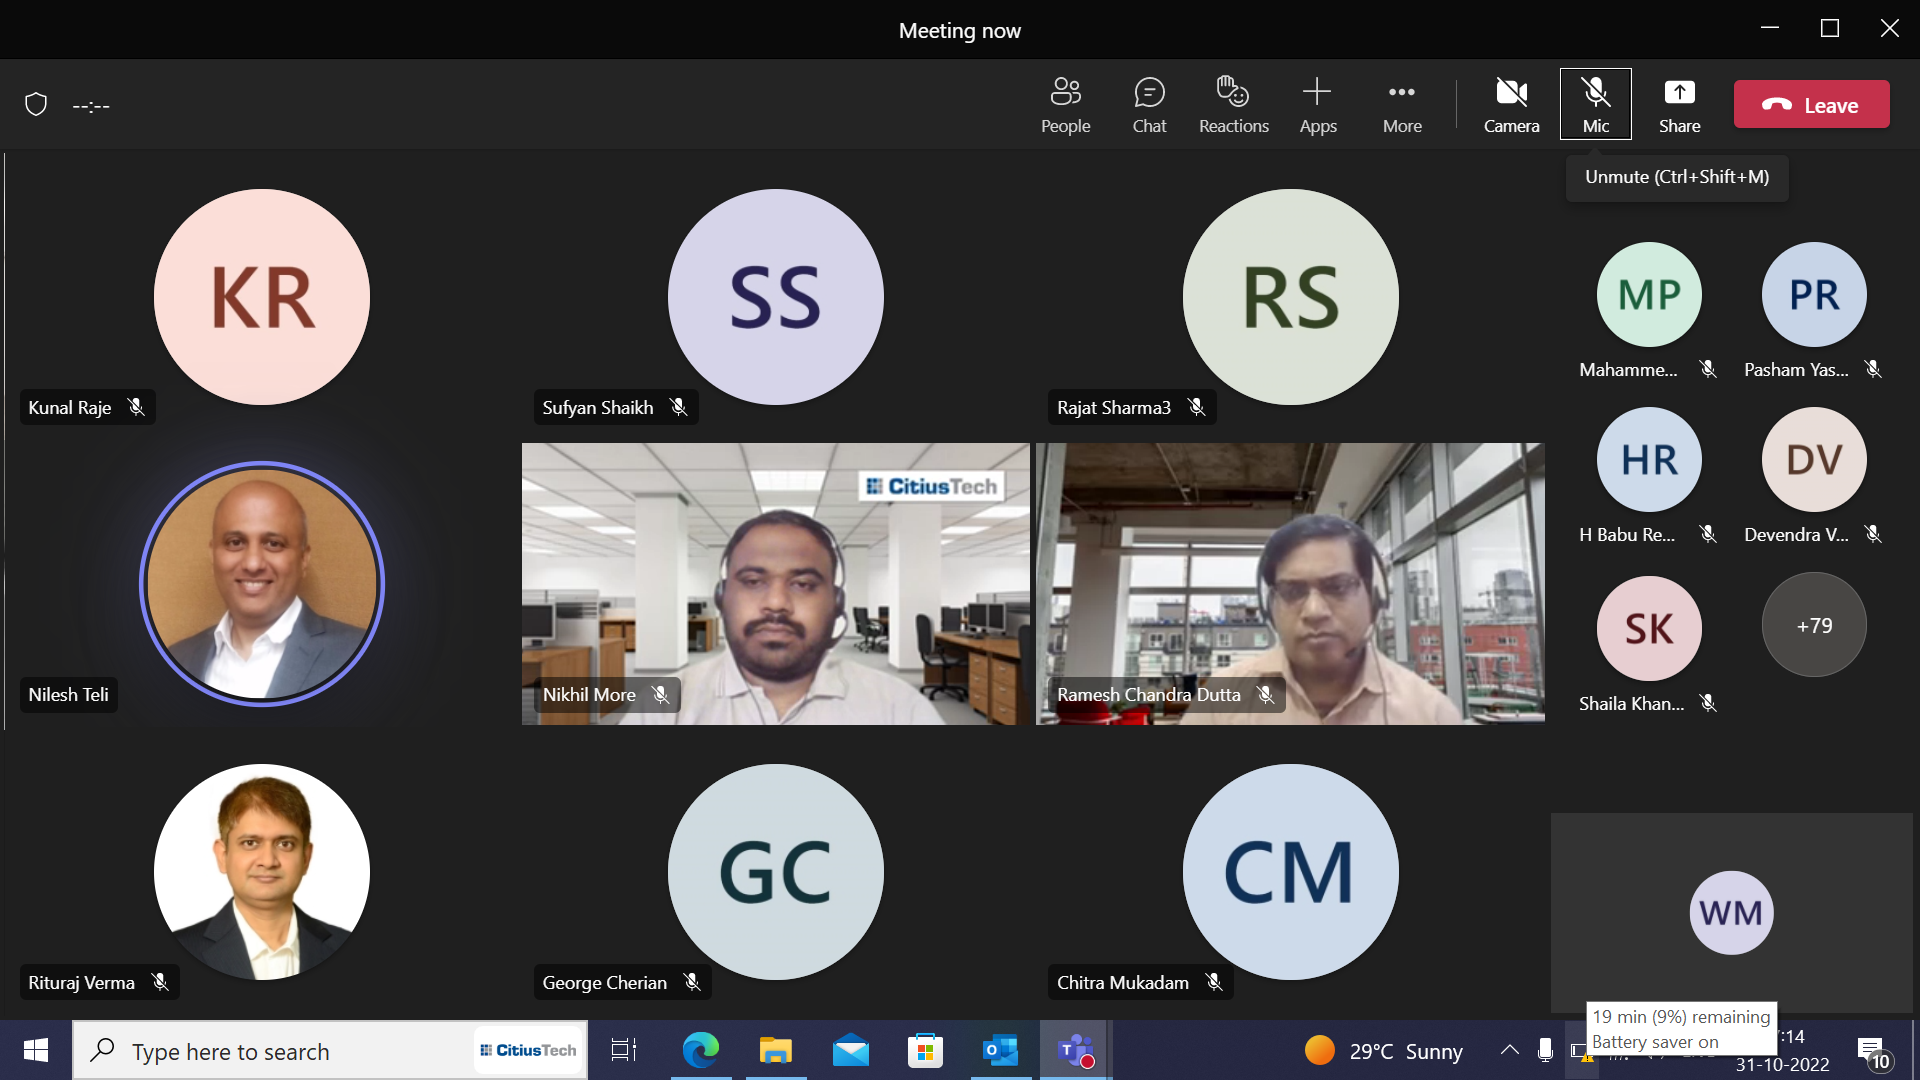 Meeting now
--:--
People
Chat
Reactions
Apps
More
Camera
Mic
Share
Leave
Unmute (Ctrl+Shift+M)
KR
Kunal Raje
SS
Sufyan Shaikh
RS
Rajat Sharma3
MP
Mahamme...
PR
Pasham Yas...
HR
H Babu Re...
DV
Devendra V...
SK
Shaila Khan...
+79
Nilesh Teli
CitiusTech
Nikhil More
Ramesh Chandra Dutta
Rituraj Verma
GC
George Cherian
CM
Chitra Mukadam
WM
19 min (9%) remaining
Battery saver on
Type here to search
CitiusTech
29°C Sunny
:14
31-10-2022
10